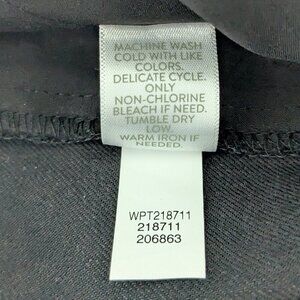 MACHINE WASH
COLD WITH LIKE
COLORS.
DELICATE CYCLE.
ONLY
NON-CHLORINE
BLEACH IF NEED.
TUMBLE DRY
LOW.
WARM IRON IF
NEEDED.
WPT218711
218711
206863